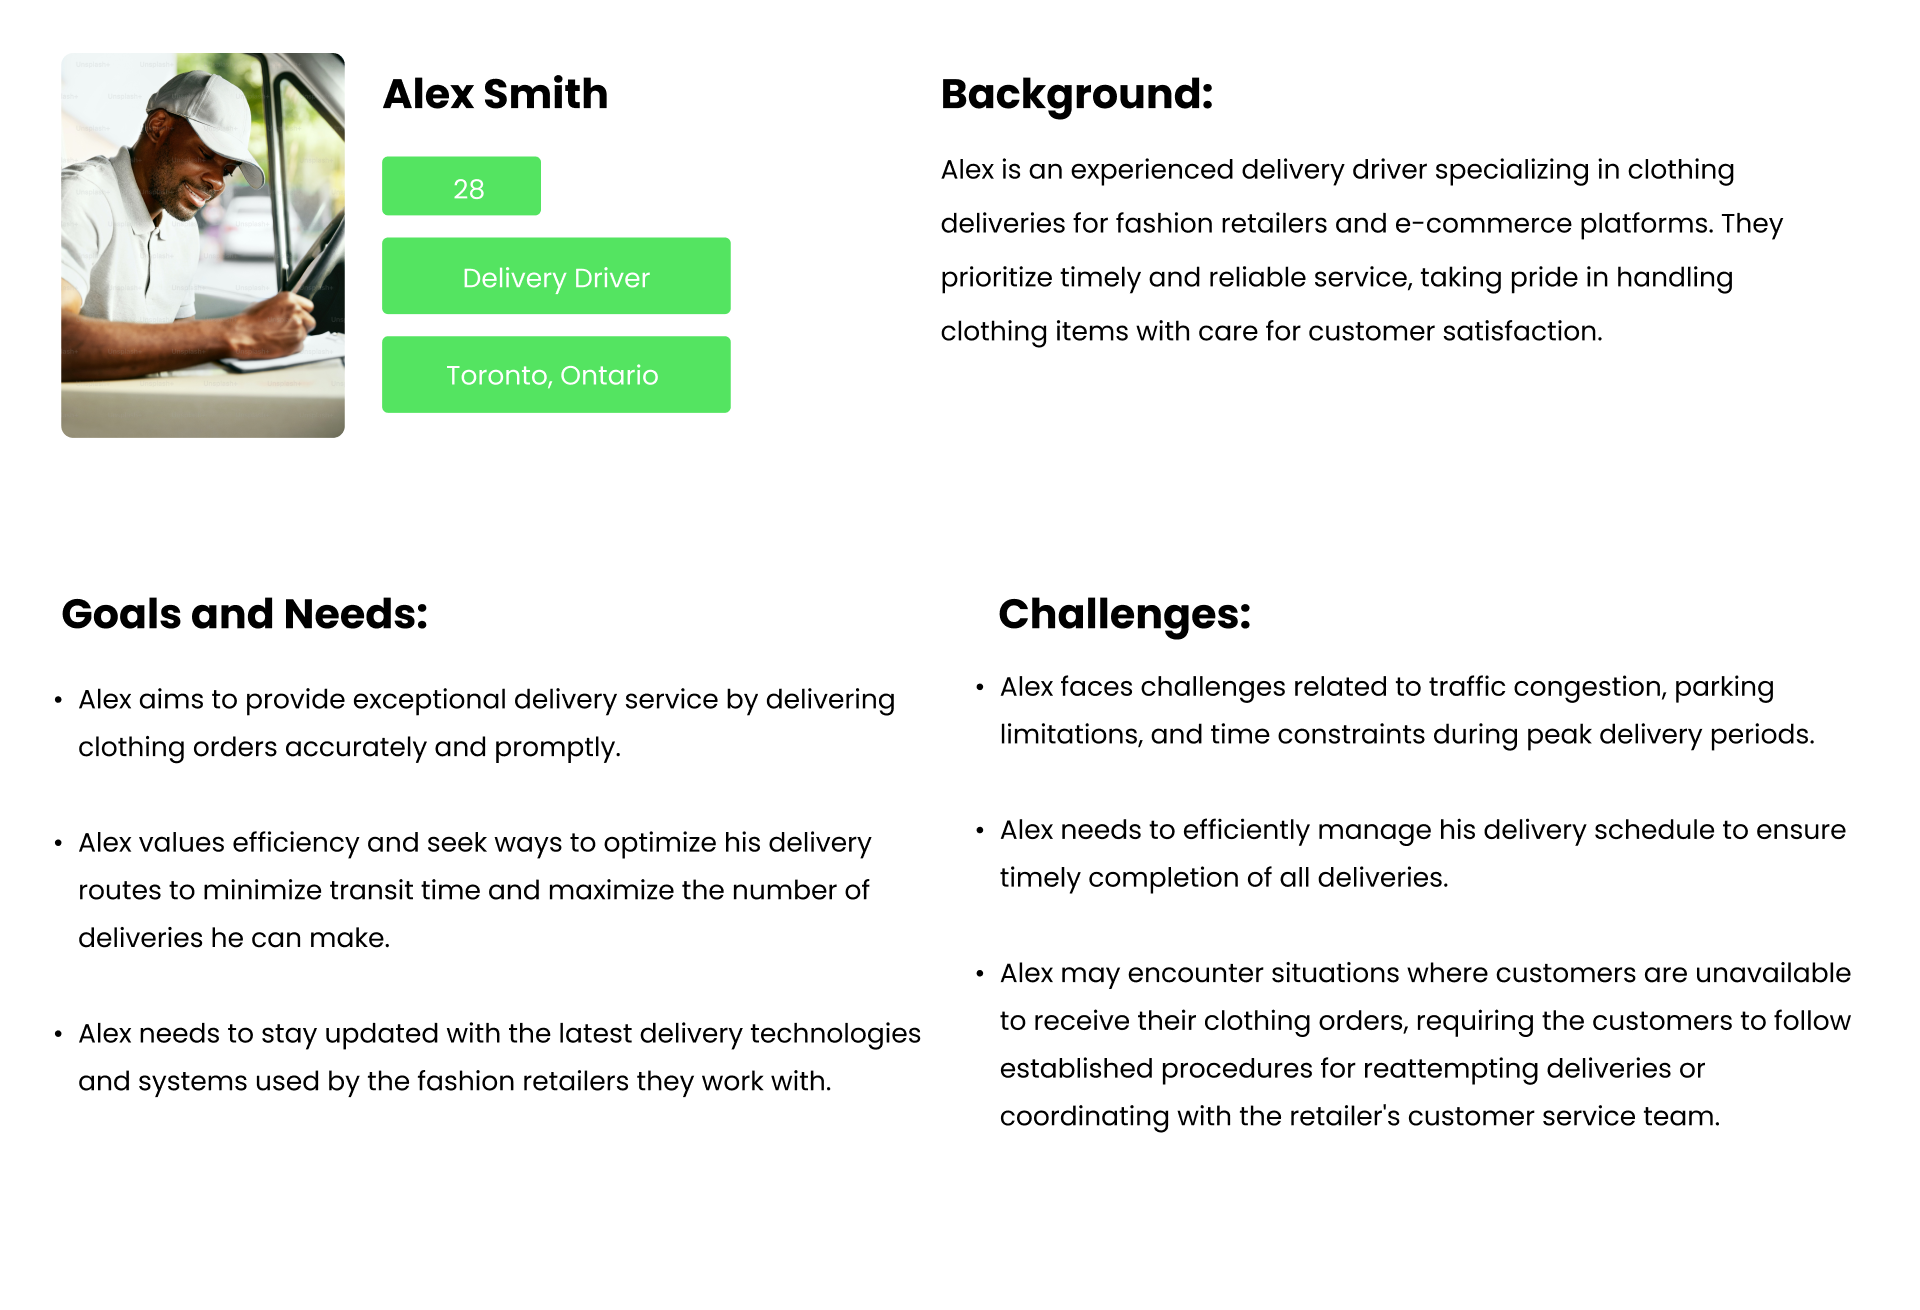 Alex Smith
28
Delivery Driver
Toronto, Ontario
Background:
Alex is an experienced delivery driver specializing in clothing
deliveries for fashion retailers and e-commerce platforms. They
prioritize timely and reliable service, taking pride in handling
clothing items with care for customer satisfaction.
Goals and Needs:
• Alex aims to provide exceptional delivery service by delivering
clothing orders accurately and promptly.
• Alex values efficiency and seek ways to optimize his delivery
routes to minimize transit time and maximize the number of
deliveries he can make.
• Alex needs to stay updated with the latest delivery technologies
and systems used by the fashion retailers they work with.
Challenges:
• Alex faces challenges related to traffic congestion, parking
limitations, and time constraints during peak delivery periods.
• Alex needs to efficiently manage his delivery schedule to ensure
timely completion of all deliveries.
• Alex may encounter situations where customers are unavailable
to receive their clothing orders, requiring the customers to follow
established procedures for reattempting deliveries or
coordinating with the retailer's customer service team.